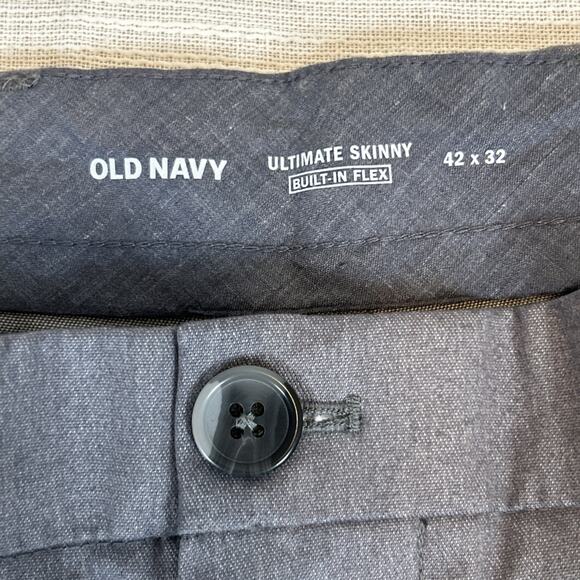 OLD NAVY
ULTIMATE SKINNY
BUILT-IN FLEX
42 x 32